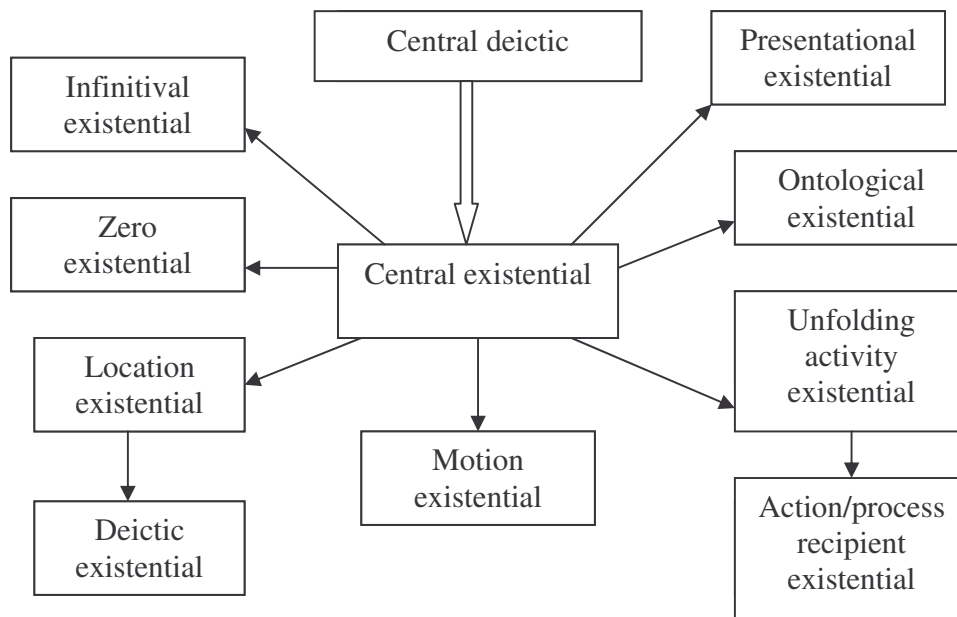 Central deictic
Presentational
existential
Infinitival
existential
Ontological
existential
Zero
existential
Central existential
Unfolding
activity
existential
Location
existential
Motion
existential
Deictic
existential
Action/process
recipient
existential